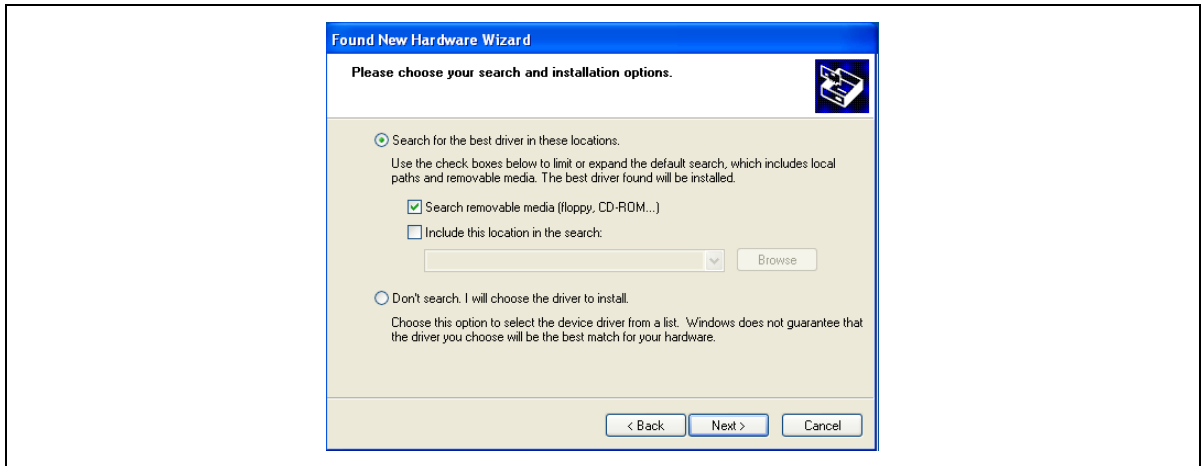 Found New Hardware Wizard
Please choose your search and installation options.
Search for the best driver in these locations.
Use the check boxes below to limit or expand the default search, which includes local
paths and removable media. The best driver found will be installed.
Search removable media (floppy, CD-ROM...)
Include this location in the search:
Browse
Don't search. I will choose the driver to install.
Choose this option to select the device driver from a list. Windows does not guarantee that
the driver you choose will be the best match for your hardware.
< Back Next > Cancel